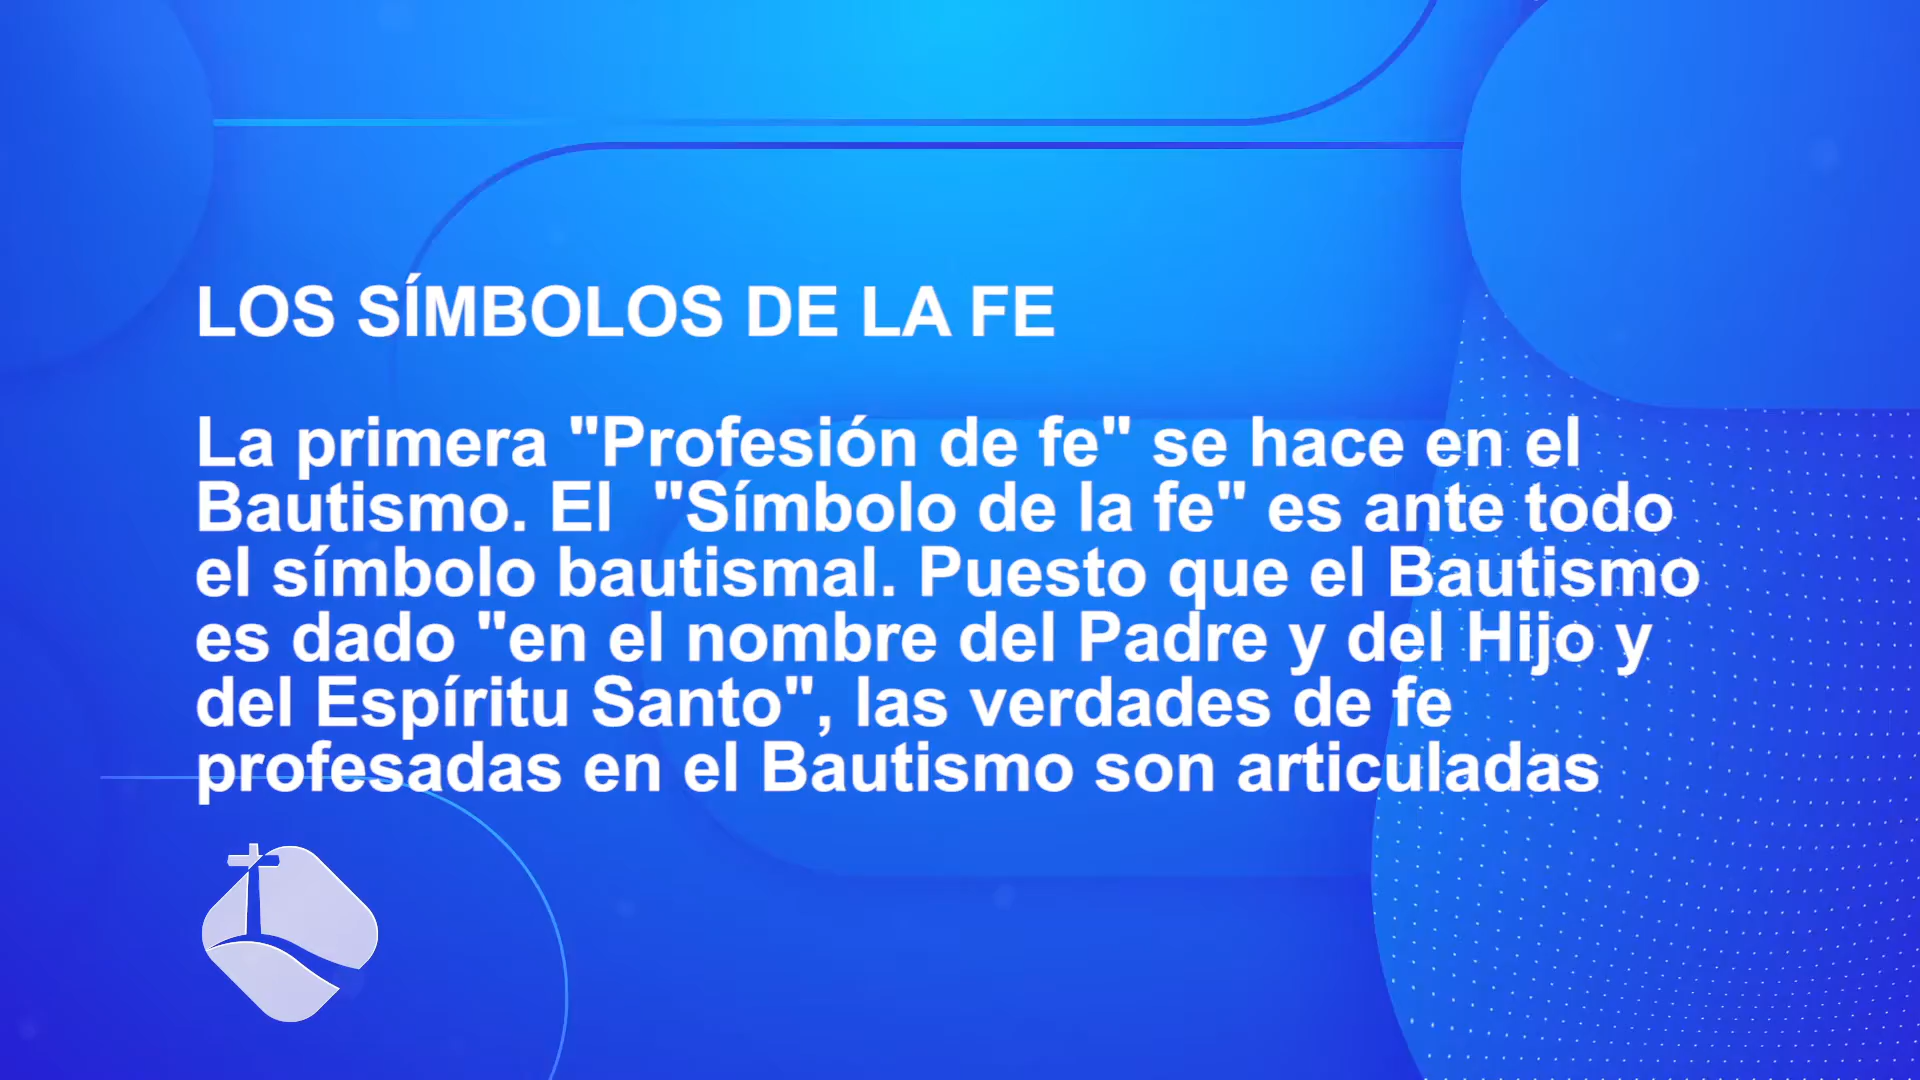 LOS SÍMBOLOS DE LA FE
La primera "Profesión de fe" se hace en el
Bautismo. El  "Símbolo de la fe" es ante todo
el símbolo bautismal. Puesto que el Bautismo
es dado "en el nombre del Padre y del Hijo y
del Espíritu Santo", las verdades de fe
profesadas en el Bautismo son articuladas